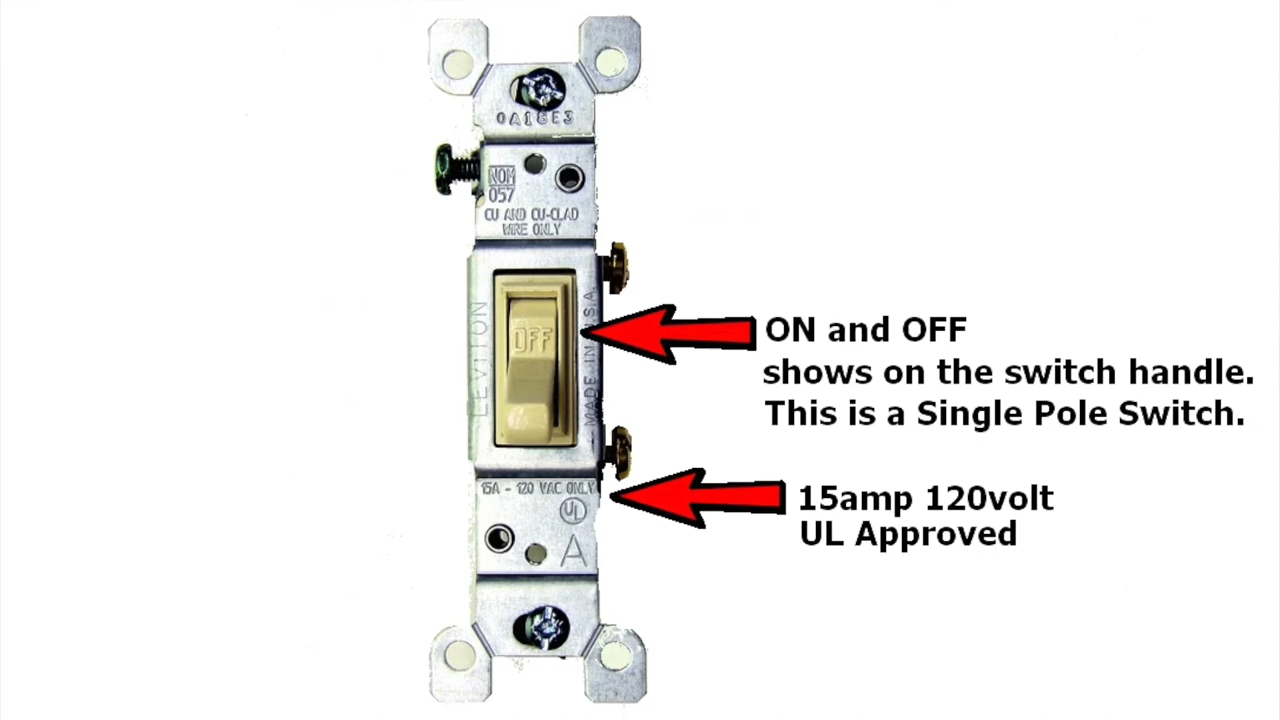 0A18E3
NOM
057
CU AND CU-CLAD
WIRE ONLY
LEVITON
OFF
MADE IN U.S.A.
ON and OFF
shows on the switch handle.
This is a Single Pole Switch.
15A - 120 VAC ONLY
UL
A
15amp 120volt
UL Approved